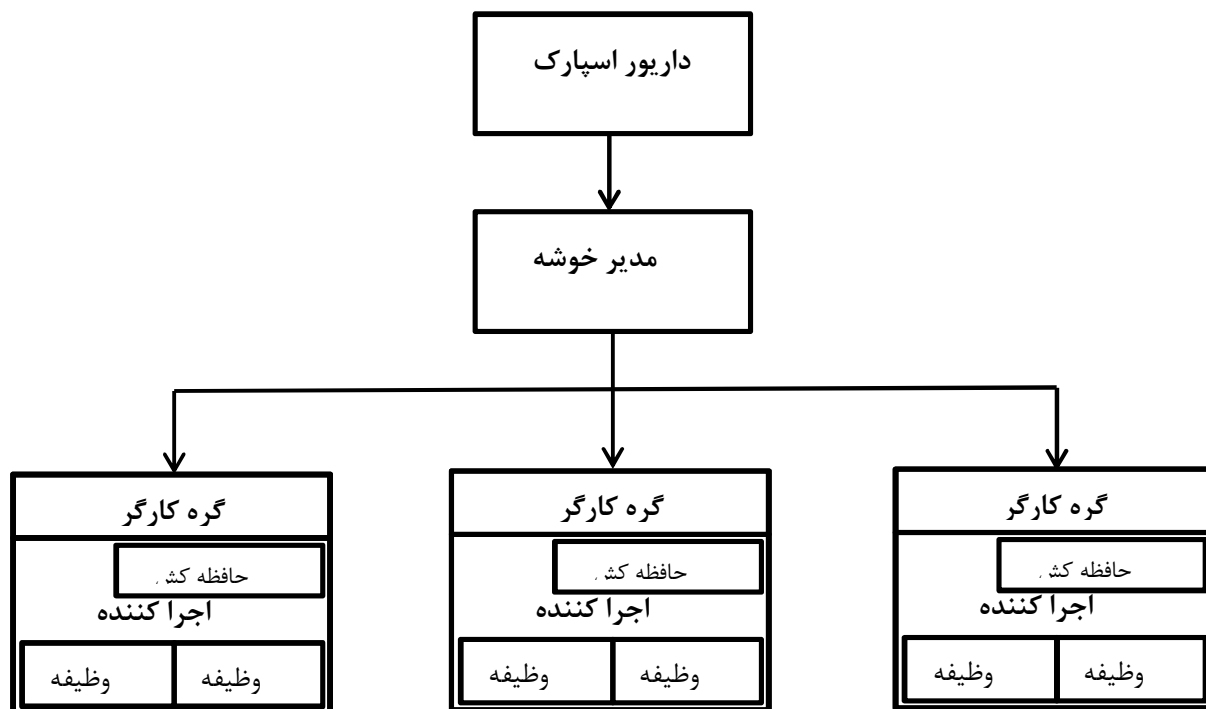 داریور اسپارک
مدیر خوشه
گره کارگر
گره کارگر
گره کارگر
حافظه کش
حافظه کش
حافظه کش
اجرا کننده
اجرا کننده
اجرا کننده
وظیفه
وظیفه
وظیفه
وظیفه
وظیفه
وظیفه